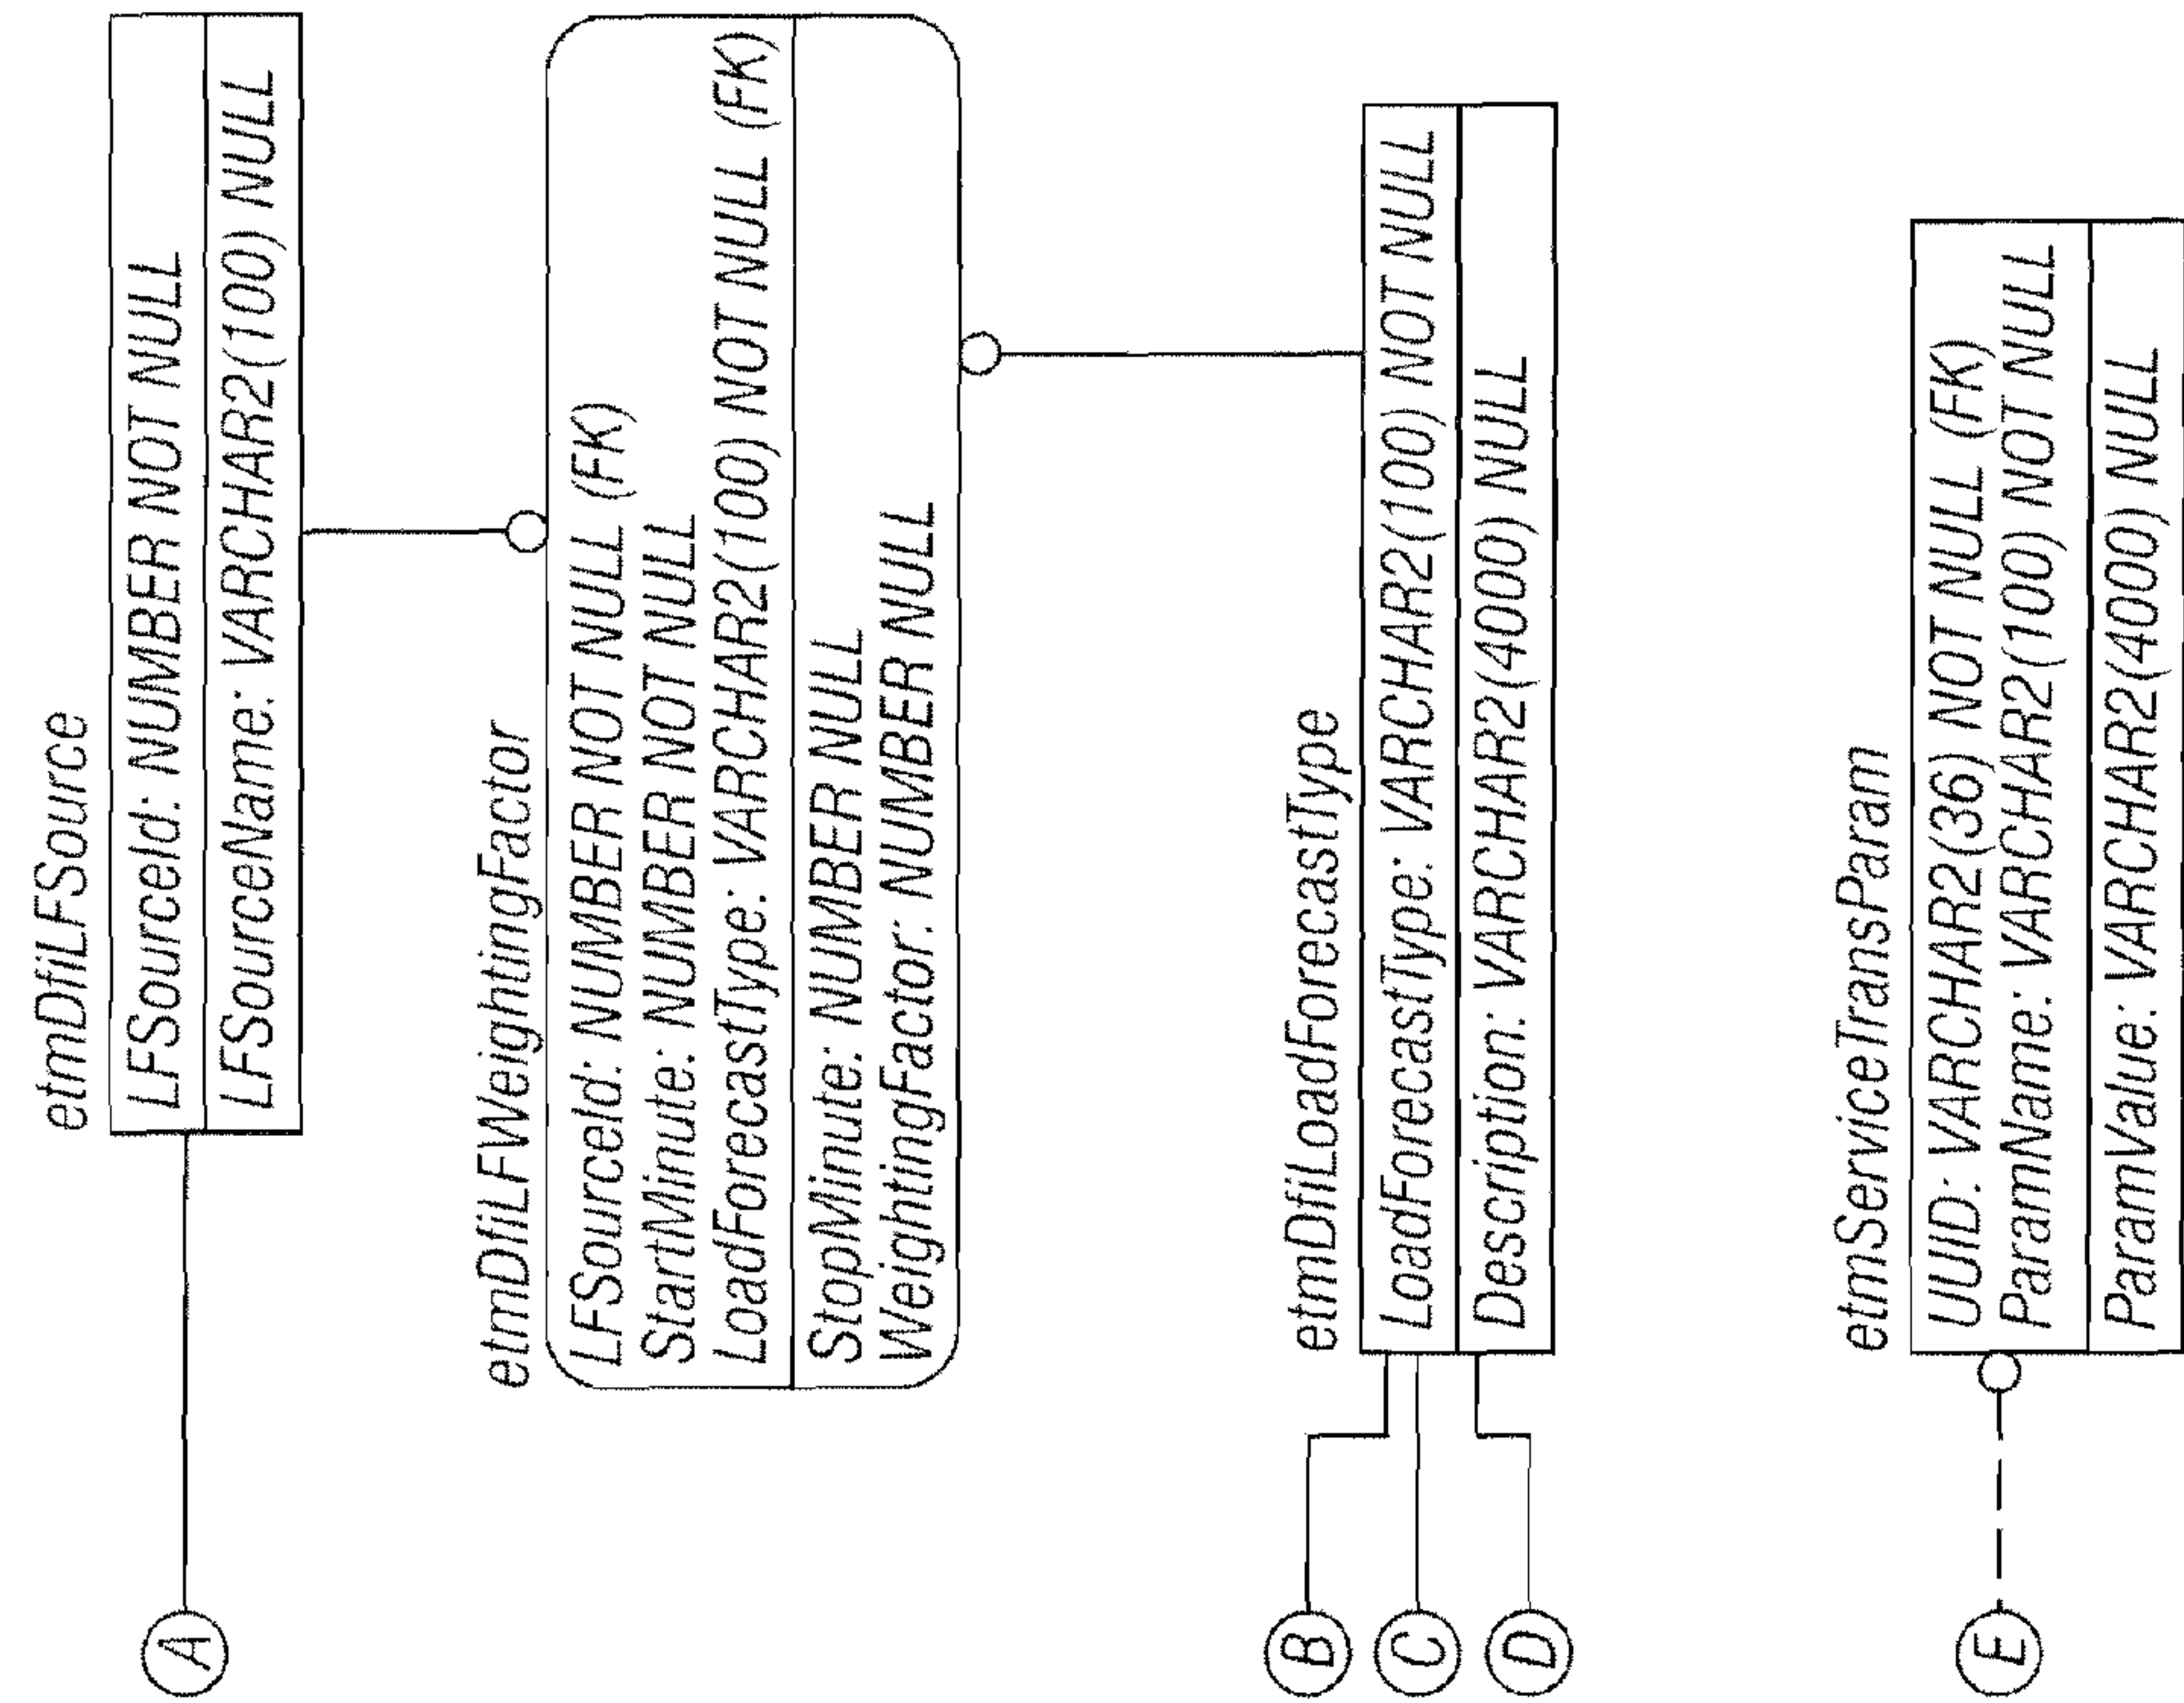 etmDfiLFSource
LFSourceId: NUMBER NOT NULL
LFSourceName: VARCHAR2(100) NULL
etmDfiLFWeightingFactor
LFSourceId: NUMBER NOT NULL (FK)
StartMinute: NUMBER NOT NULL
LoadForecastType: VARCHAR2(100) NOT NULL (FK)
StopMinute: NUMBER NULL
WeightingFactor: NUMBER NULL
etmDfiLoadForecastType
LoadForecastType: VARCHAR2(100) NOT NULL
Description: VARCHAR2(4000) NULL
etmServiceTransParam
UUID: VARCHAR2(36) NOT NULL (FK)
ParamName: VARCHAR2(100) NOT NULL
ParamValue: VARCHAR2(4000) NULL
A
B
C
D
E